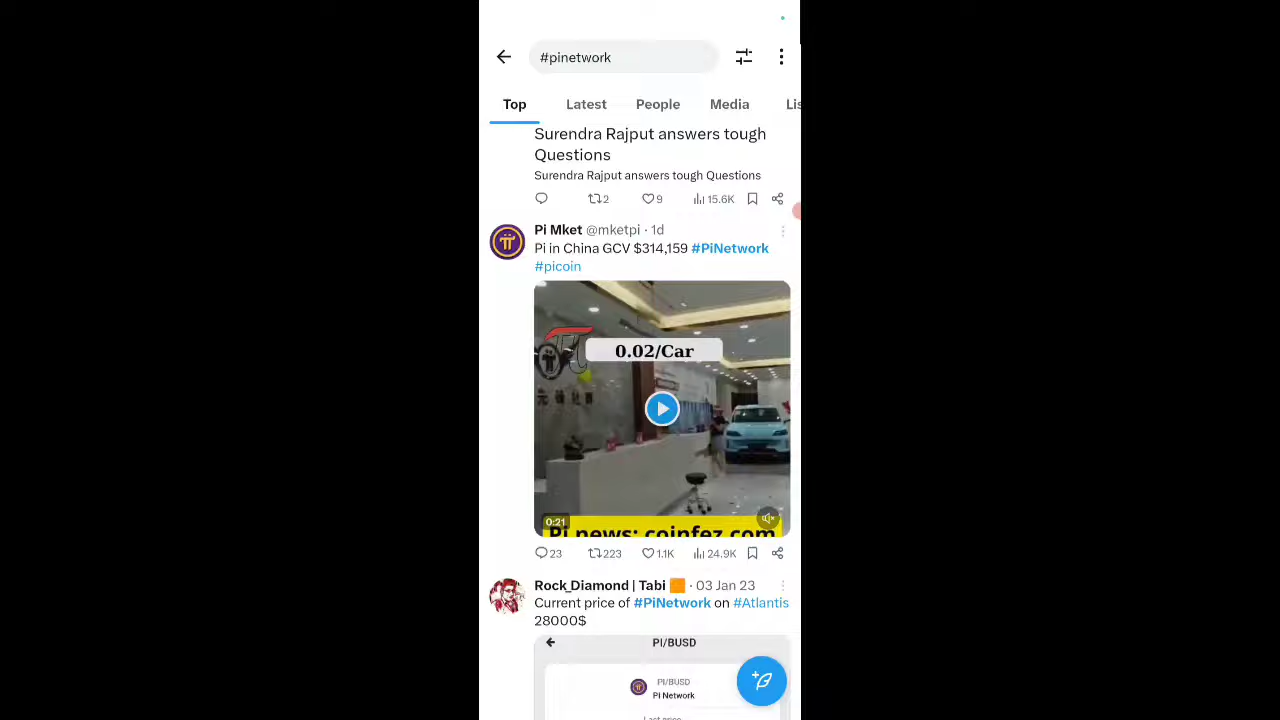 #pinetwork
Top Latest People Media Lis
Surendra Rajput answers tough
Questions
Surendra Rajput answers tough Questions
2 9 15.6K
Pi Mket @mketpi · 1d
Pi in China GCV $314,159 #PiNetwork
#picoin
0.02/Car
0:21
Pi news: coinfez.com
23 223 1.1K 24.9K
Rock_Diamond | Tabi · 03 Jan 23
Current price of #PiNetwork on #Atlantis
28000$
PI/BUSD
PI/BUSD
Pi Network
Last price